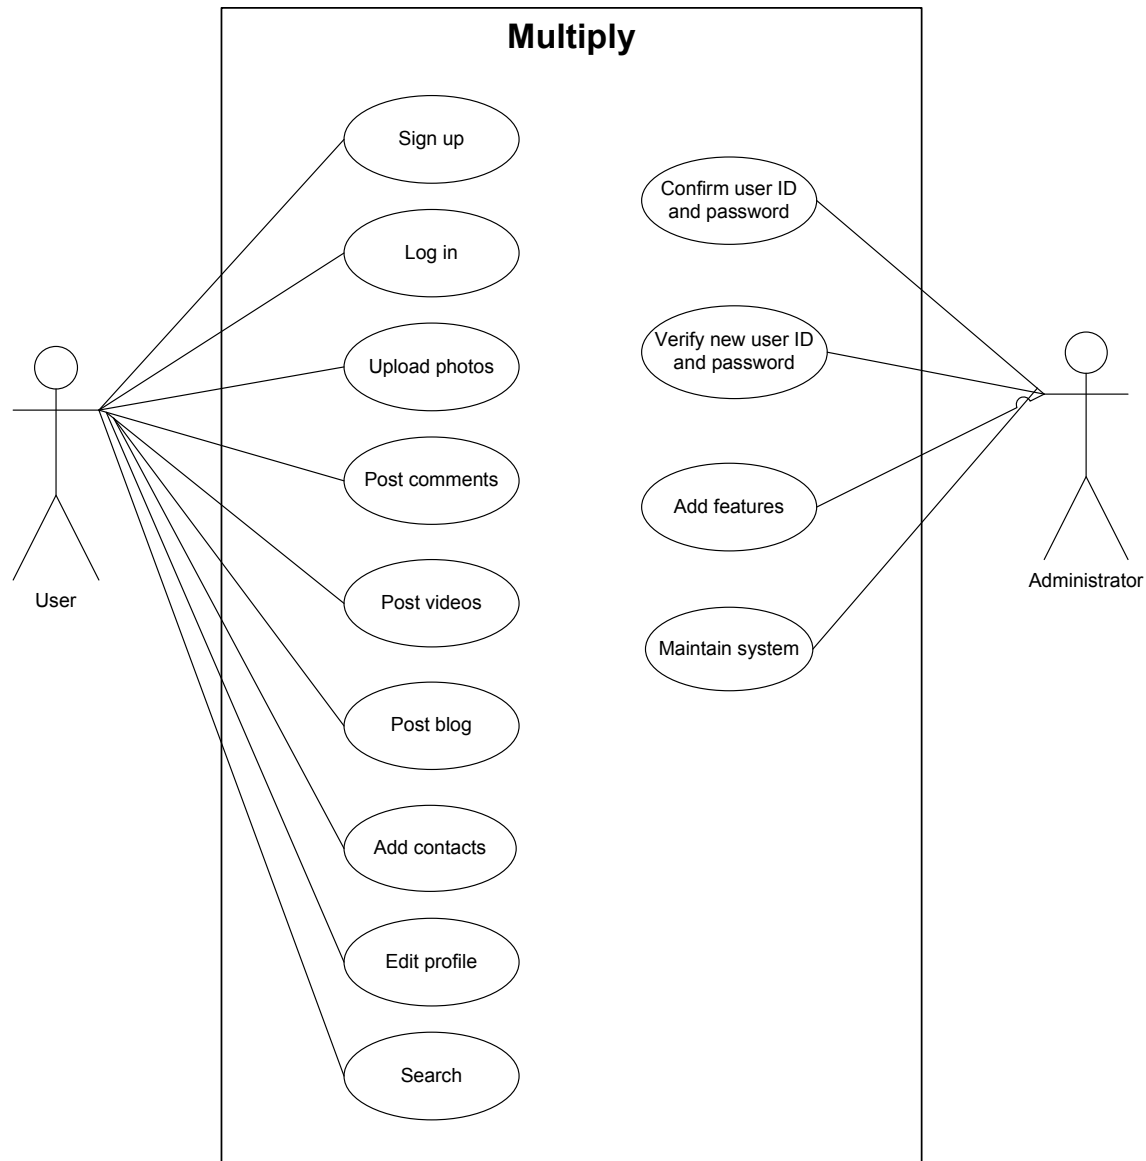 Multiply
Sign up
Log in
Upload photos
Post comments
Post videos
Post blog
Add contacts
Edit profile
Search
Confirm user ID
and password
Verify new user ID
and password
Add features
Maintain system
User
Administrator